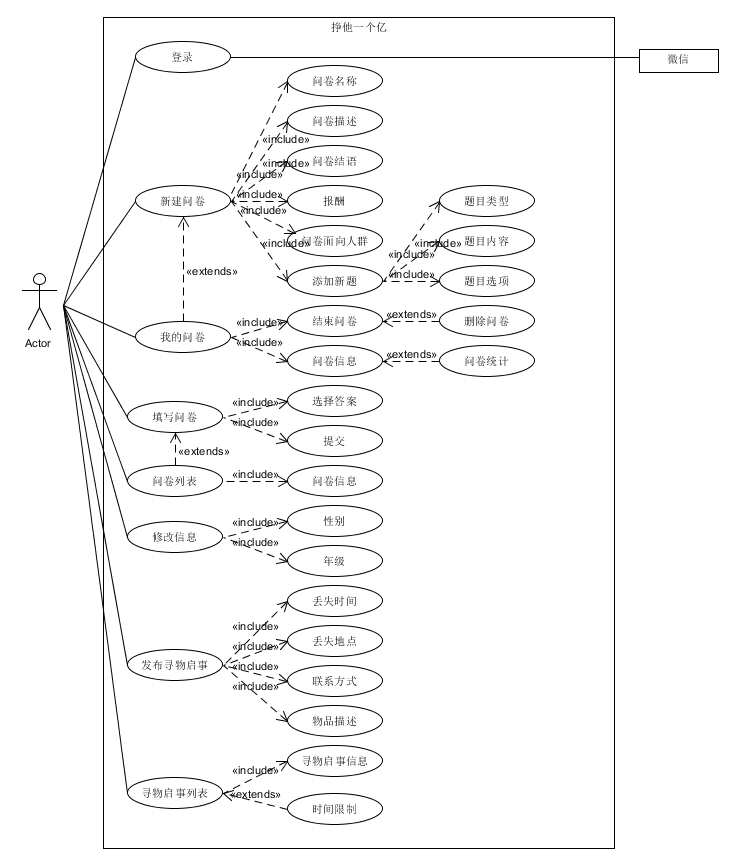 挣他一个亿
登录
微信
问卷名称
问卷描述
«include»
问卷结语
«include»
«include»
新建问卷
«include»
报酬
题目类型
«include»
问卷面向人群
«include»
题目内容
«include»
«include»
添加新题
«include»
题目选项
«extends»
Actor
我的问卷
«include»
结束问卷
«extends»
删除问卷
«include»
问卷信息
«extends»
问卷统计
填写问卷
«include»
选择答案
«include»
提交
«extends»
问卷列表
«include»
问卷信息
修改信息
«include»
性别
«include»
年级
丢失时间
«include»
丢失地点
«include»
发布寻物启事
«include»
联系方式
«include»
物品描述
寻物启事信息
«include»
寻物启事列表
«extends»
时间限制